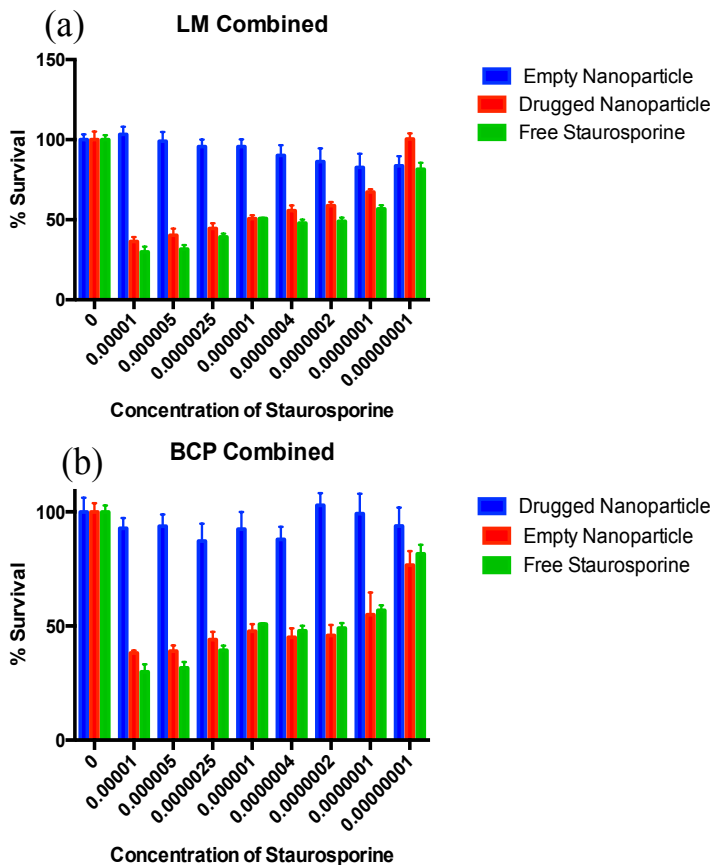 (a)
LM Combined
150
100
50
0
% Survival
0
0.00001
0.000005
0.0000025
0.000001
0.0000004
0.0000002
0.0000001
0.00000001
Concentration of Staurosporine
Empty Nanoparticle
Drugged Nanoparticle
Free Staurosporine
(b)
BCP Combined
100
50
0
% Survival
0
0.00001
0.000005
0.0000025
0.000001
0.0000004
0.0000002
0.0000001
0.00000001
Concentration of Staurosporine
Drugged Nanoparticle
Empty Nanoparticle
Free Staurosporine